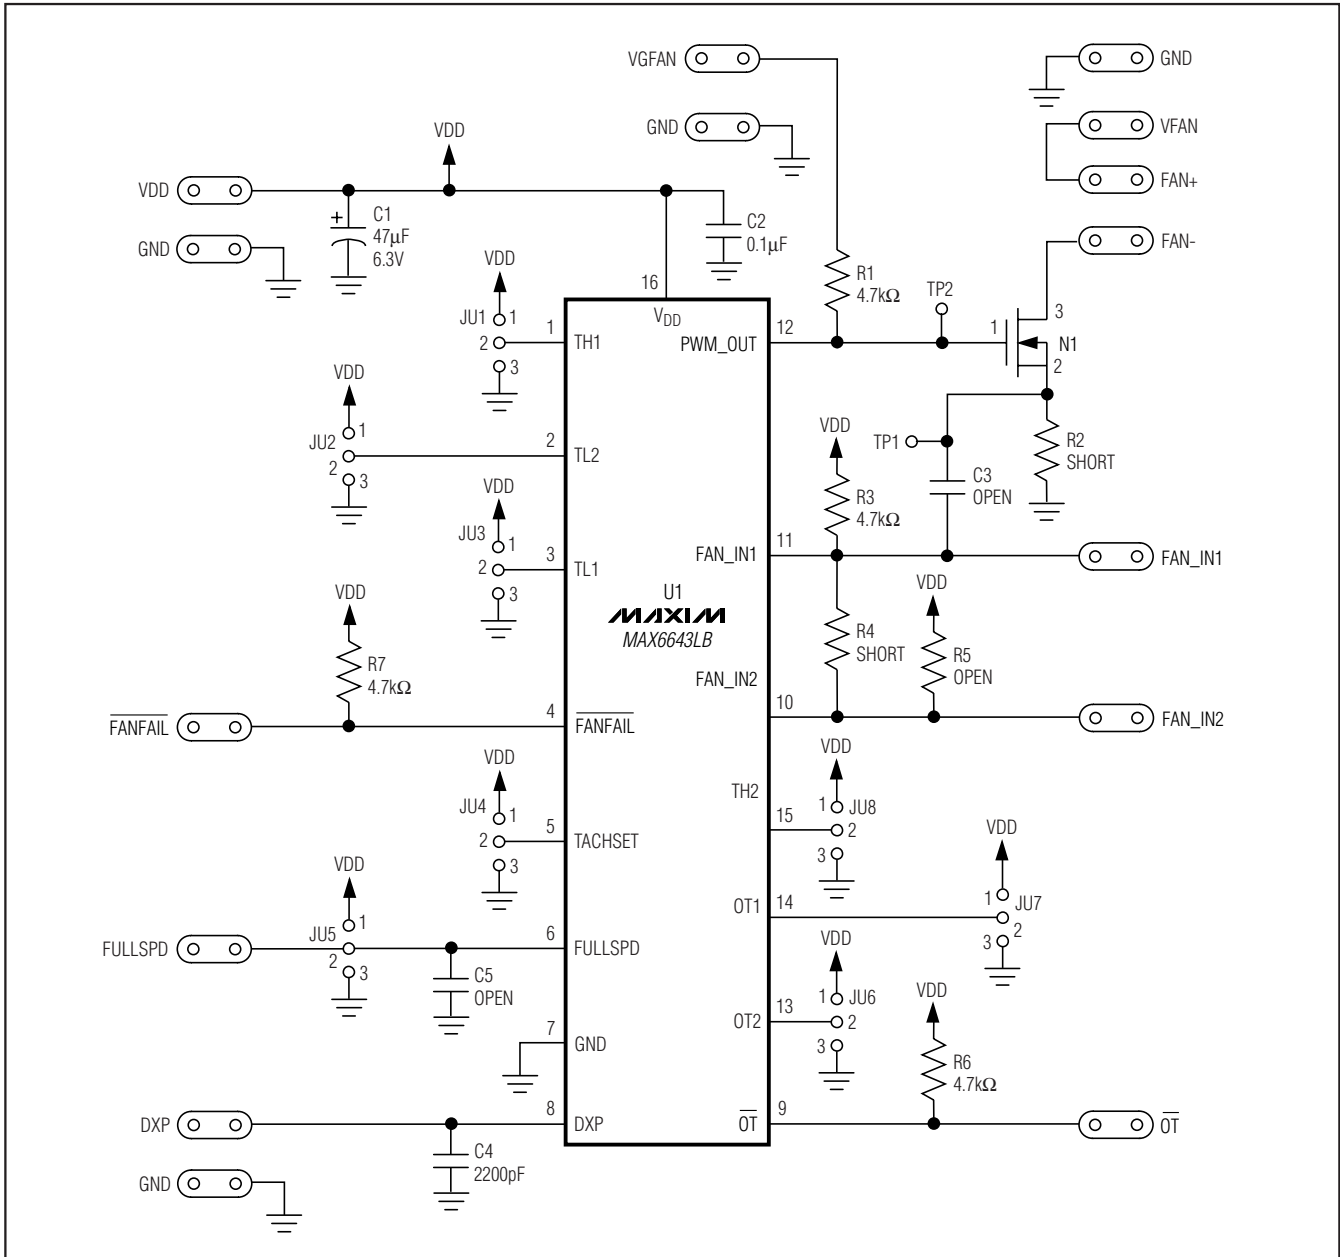 VGFAN
GND
GND
VFAN
FAN+
FAN-
VDD
VDD
GND
+
C1
47µF
6.3V
VDD
C2
0.1µF
GND
R1
4.7kΩ
TP2
16
VDD
VDD
JU1
1
2
3
1
TH1
12
PWM_OUT
1
3
N1
2
VDD
JU2
1
2
3
2
TL2
TP1
R2
SHORT
C3
OPEN
VDD
R3
4.7kΩ
VDD
JU3
1
2
3
3
TL1
11
FAN_IN1
FAN_IN1
U1
MAXIM
MAX6643LB
VDD
R7
4.7kΩ
R4
SHORT
VDD
R5
OPEN
FAN_IN2
10
FAN_IN2
FANFAIL
4
FANFAIL
VDD
JU4
1
2
3
5
TACHSET
TH2
15
VDD
1
JU8
2
3
VDD
JU5
1
2
3
FULLSPD
6
FULLSPD
C5
OPEN
OT1
14
VDD
1
JU7
2
3
OT2
13
VDD
1
JU6
2
3
7
GND
VDD
R6
4.7kΩ
DXP
8
DXP
C4
2200pF
OT
9
OT
GND